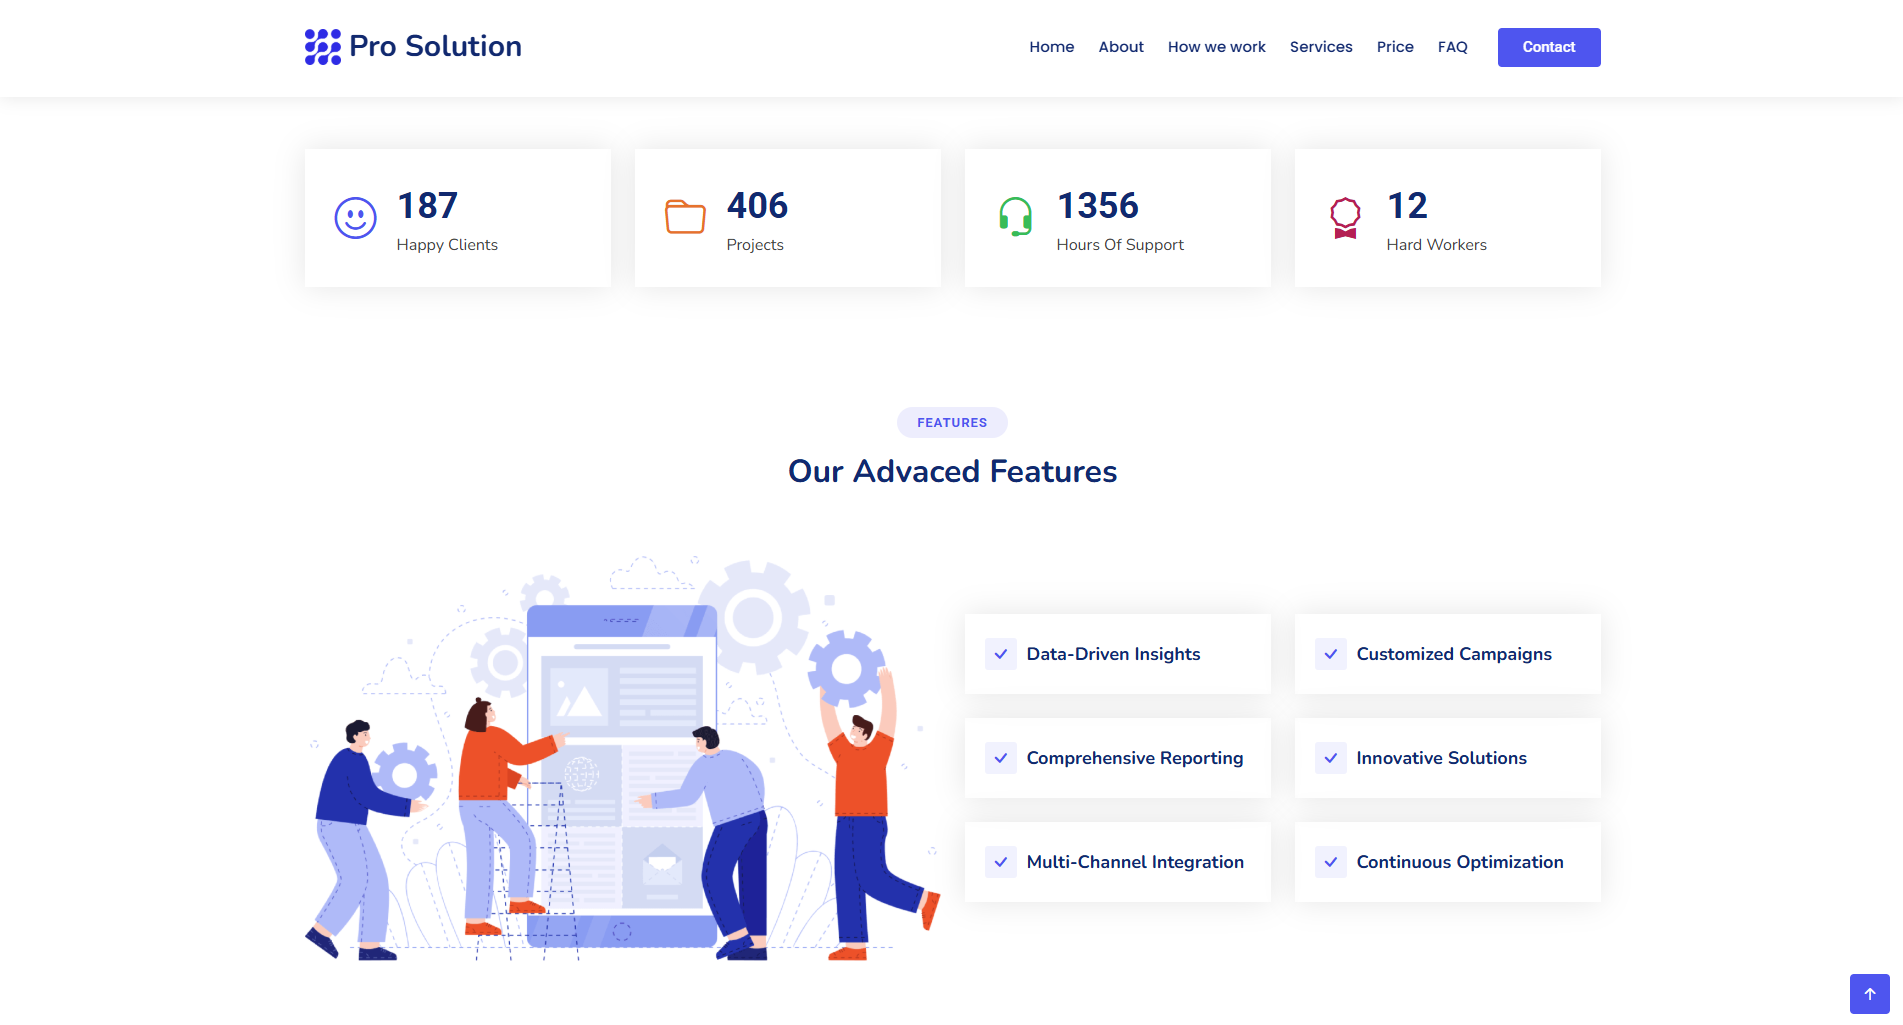 Pro Solution
Home About How we work Services Price FAQ Contact
187
Happy Clients
406
Projects
1356
Hours Of Support
12
Hard Workers
FEATURES
Our Advaced Features
Data-Driven Insights
Customized Campaigns
Comprehensive Reporting
Innovative Solutions
Multi-Channel Integration
Continuous Optimization